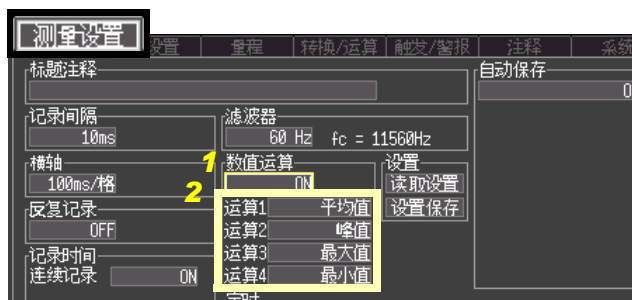 测量设置 设置 量程 转换/运算 触发/警报 注释 系统
标题注释
自动保存
记录间隔
10ms
滤波器
60 Hz fc = 11560Hz
横轴
100ms/格
1 数值运算
ON
设置
读取设置
设置保存
2
运算1 平均值
运算2 峰值
运算3 最大值
运算4 最小值
反复记录
OFF
记录时间
连续记录 ON
定时